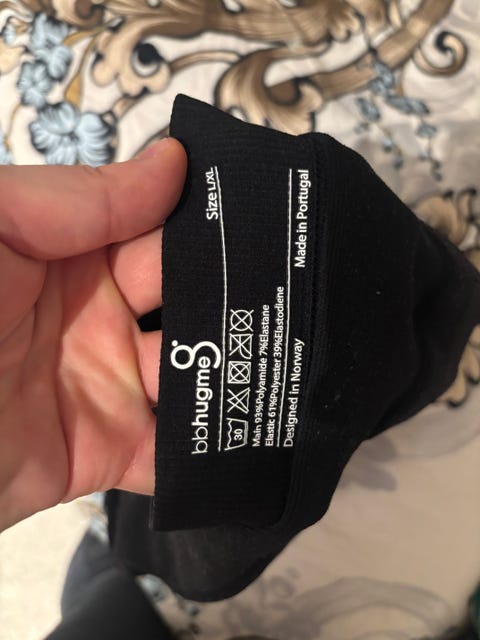 bbhugme
Size L/XL
30
Main 93%Polyamide 7%Elastane
Elastic 61%Polyester 39%Elastodiene
Designed in Norway
Made in Portugal